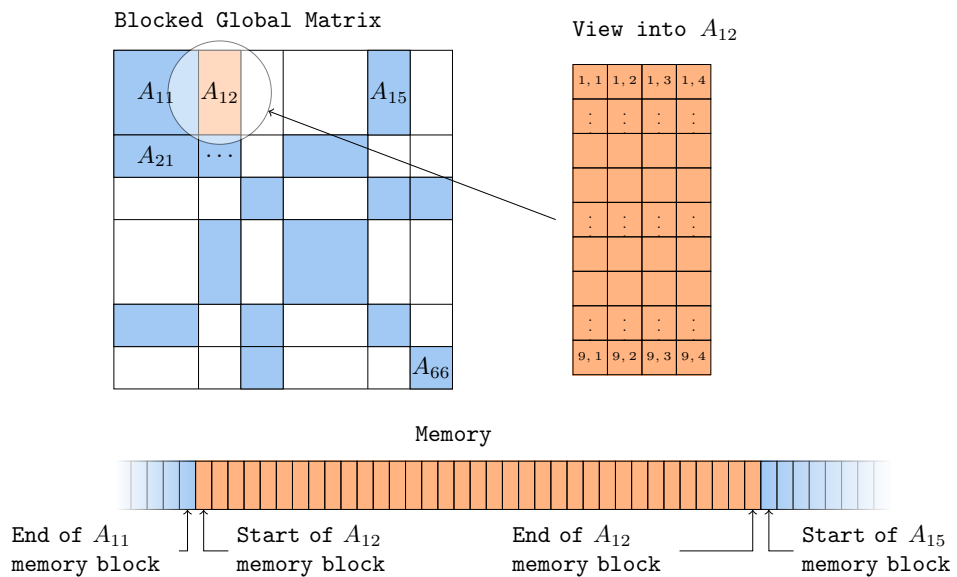 Blocked Global Matrix
View into A₁₂
A₁₁ A₁₂ A₁₅
A₂₁ ⋯
A₆₆
1, 1 1, 2 1, 3 1, 4
⋮ ⋮ ⋮ ⋮
⋮ ⋮ ⋮ ⋮
⋮ ⋮ ⋮ ⋮
9, 1 9, 2 9, 3 9, 4
Memory
End of A₁₁
memory block
Start of A₁₂
memory block
End of A₁₂
memory block
Start of A₁₅
memory block